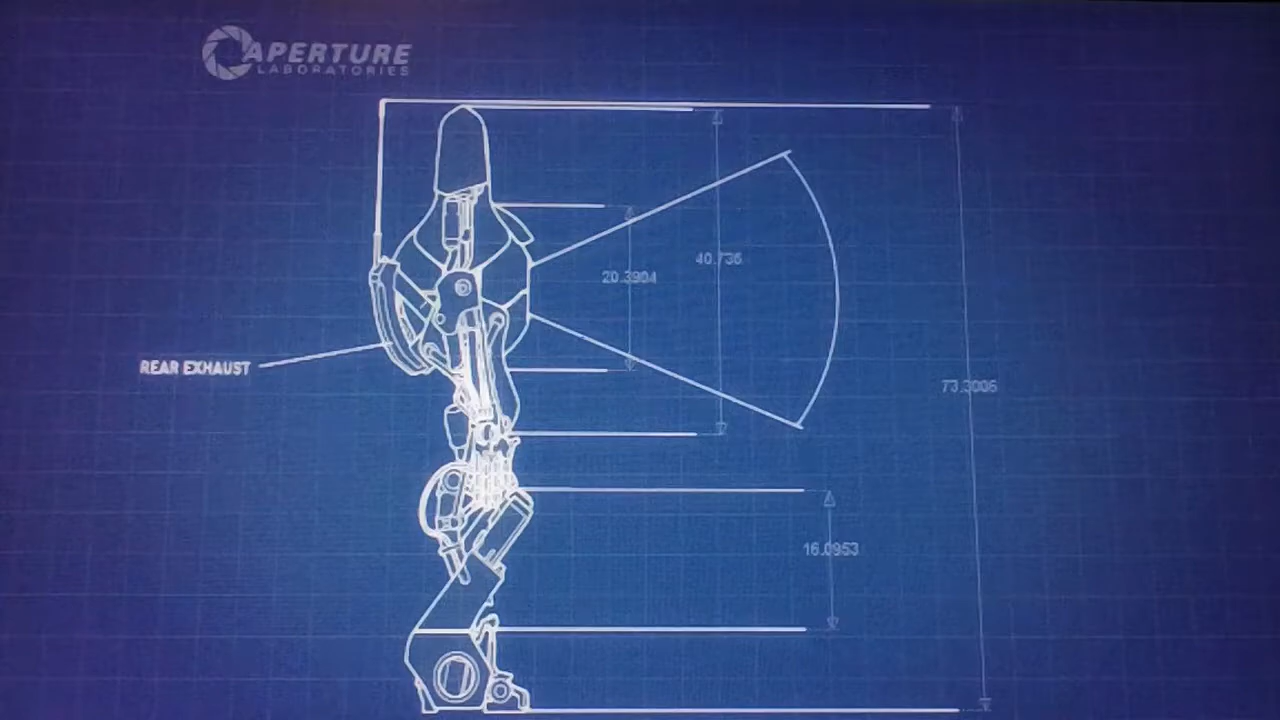 APERTURE
LABORATORIES
40.736
20.3904
REAR EXHAUST
73.3006
16.0953